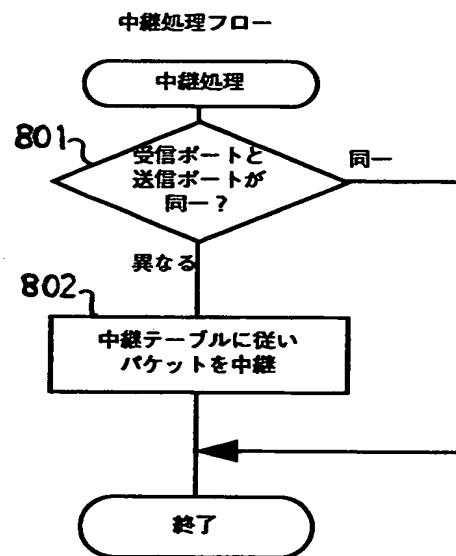 中継処理フロー
中継処理
801
受信ポートと
送信ポートが
同一？
同一
異なる
802
中継テーブルに従い
パケットを中継
終了